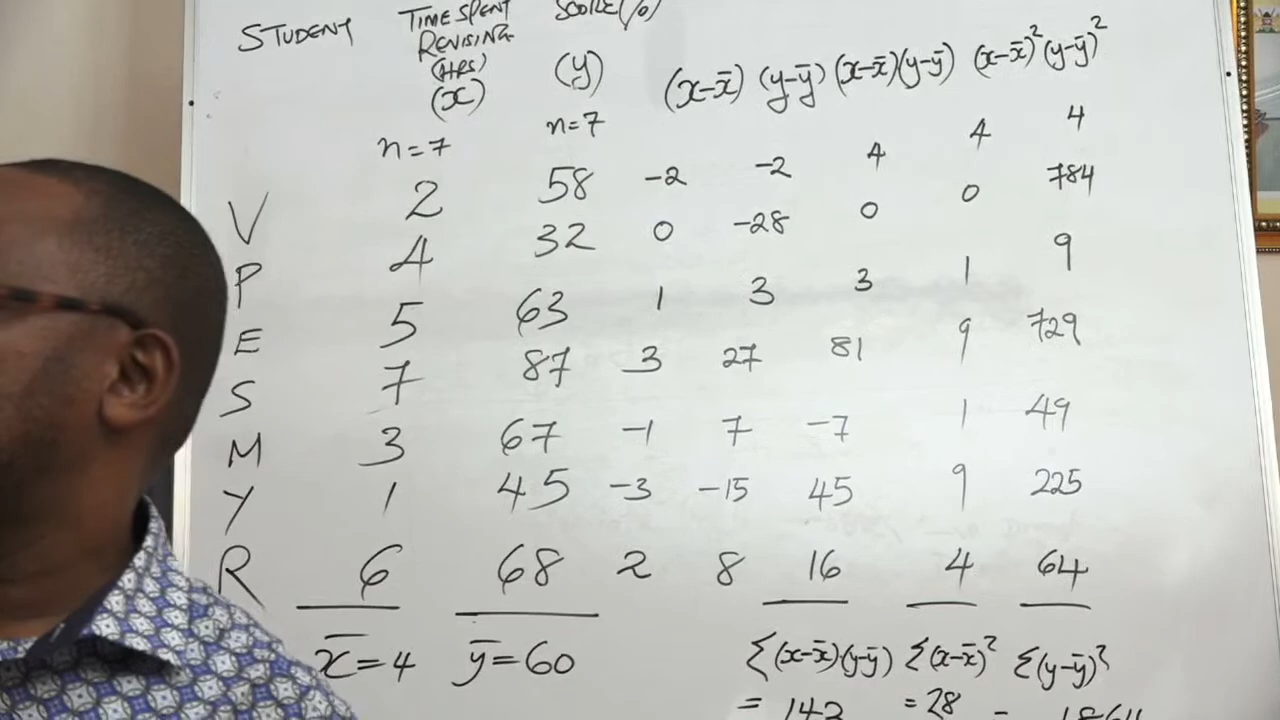 STUDENT TIME SPENT REVISING (HRS) (x) SCORE(%) (y) (x-x̄) (y-ȳ) (x-x̄)(y-ȳ) (x-x̄)² (y-ȳ)²
n=7 n=7
V 2 58 -2 -2 4 4 4
P 4 32 0 -28 0 0 784
E 5 63 1 3 3 1 9
S 7 87 3 27 81 9 729
M 3 67 -1 7 -7 1 49
Y 1 45 -3 -15 45 9 225
R 6 68 2 8 16 4 64
x̄=4 ȳ=60 Σ(x-x̄)(y-ȳ) Σ(x-x̄)² Σ(y-ȳ)²
= 142 = 28 = 1864